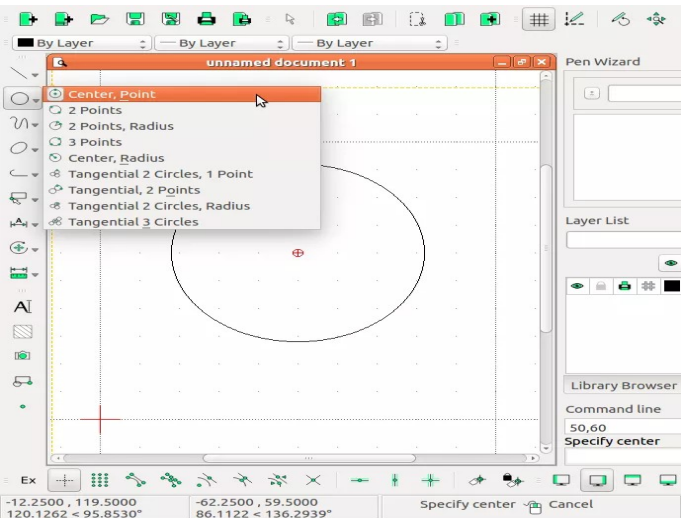 By Layer
By Layer
By Layer
unnamed document 1
Pen Wizard
Center, Point
2 Points
2 Points, Radius
3 Points
Center, Radius
Tangential 2 Circles, 1 Point
Tangential, 2 Points
Tangential 2 Circles, Radius
Tangential 3 Circles
Layer List
A
AI
Library Browser
Command line
50,60
Specify center
Ex
-12.2500 , 119.5000
120.1262 < 95.8530°
-62.2500 , 59.5000
86.1122 < 136.2939°
Specify center
Cancel